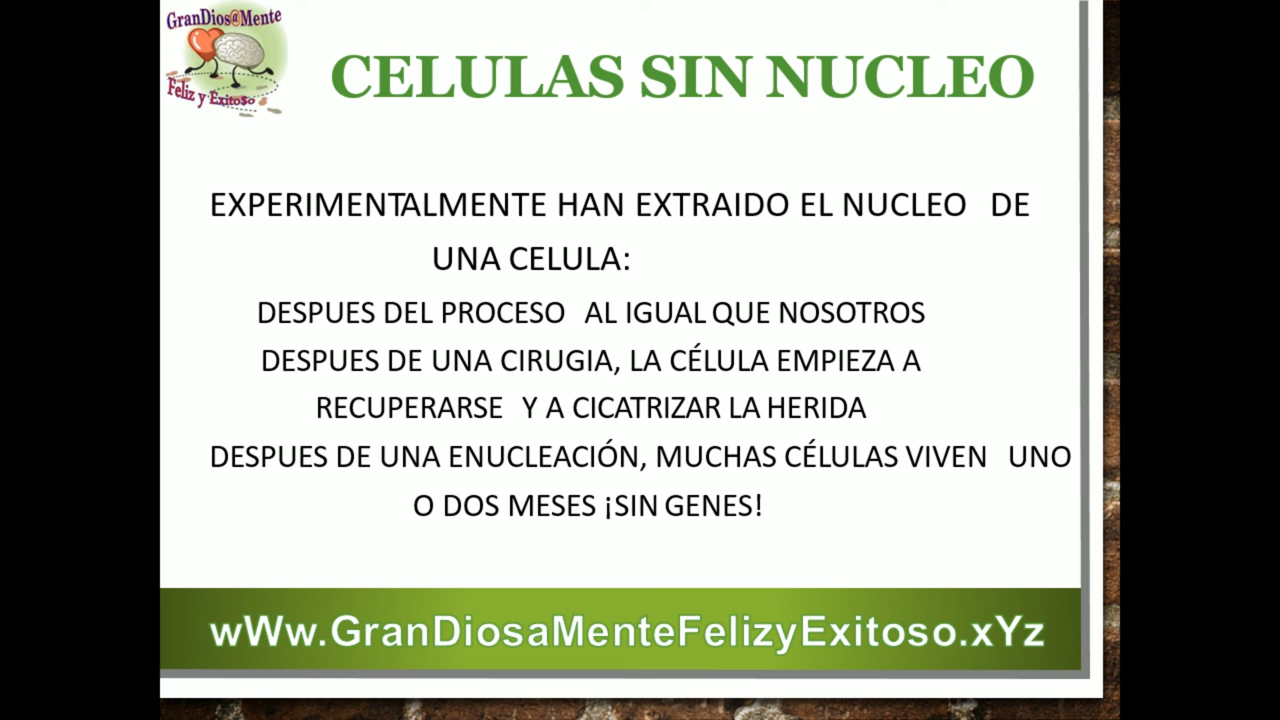 GranDios@Mente
Feliz y Exitoso
CELULAS SIN NUCLEO
EXPERIMENTALMENTE HAN EXTRAIDO EL NUCLEO DE
UNA CELULA:
DESPUES DEL PROCESO AL IGUAL QUE NOSOTROS
DESPUES DE UNA CIRUGIA, LA CÉLULA EMPIEZA A
RECUPERARSE Y A CICATRIZAR LA HERIDA
DESPUES DE UNA ENUCLEACIÓN, MUCHAS CÉLULAS VIVEN UNO
O DOS MESES ¡SIN GENES!
wWw.GranDiosaMenteFelizyExitoso.xYz